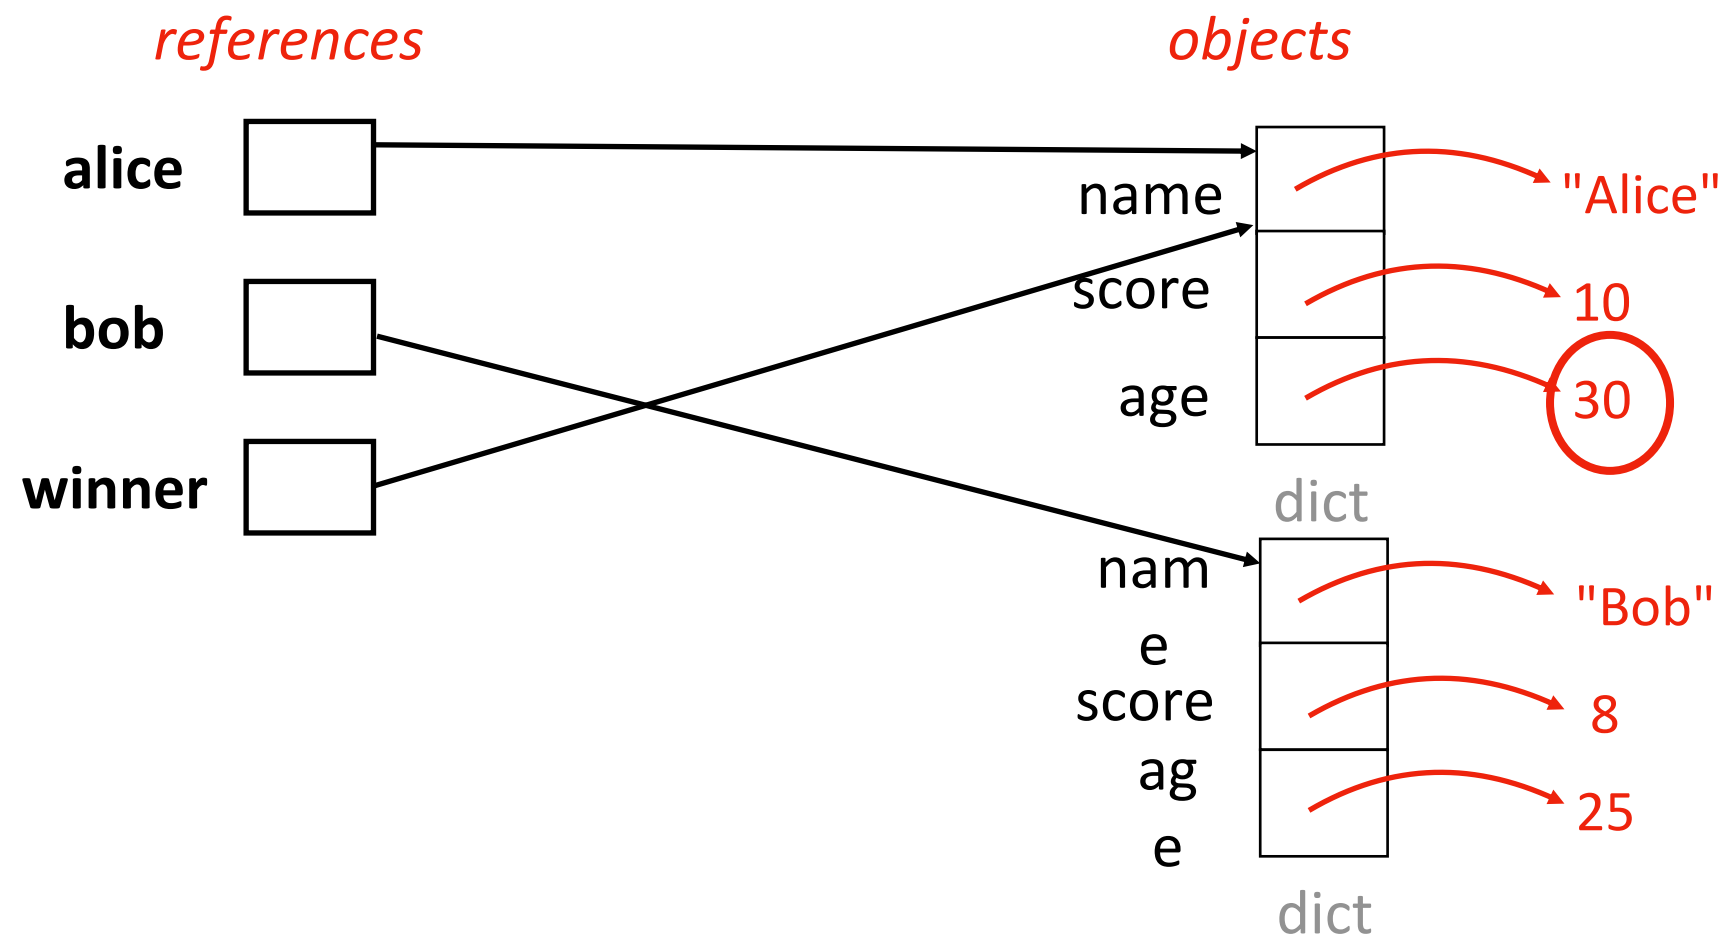 references
objects
alice
name
"Alice"
bob
score
10
age
30
winner
dict
nam
e
"Bob"
score
8
ag
e
25
dict